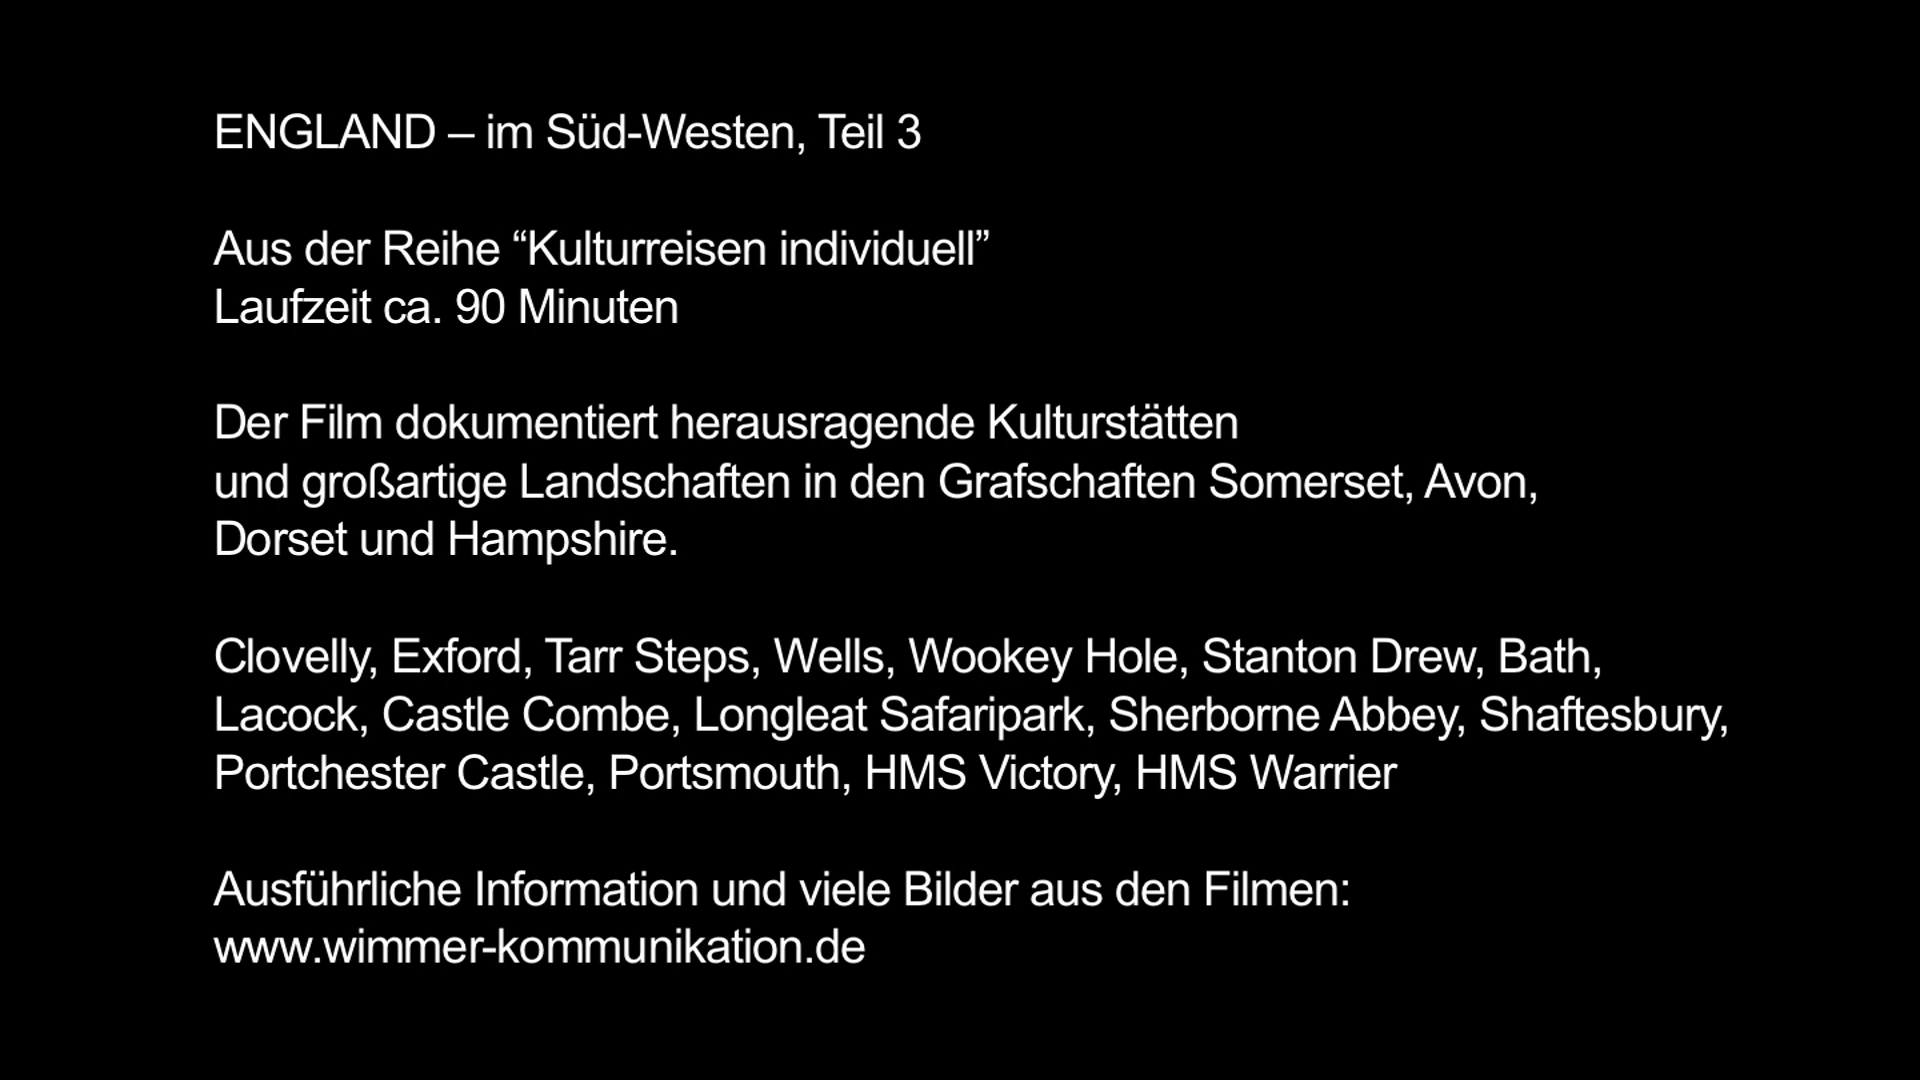 ENGLAND – im Süd-Westen, Teil 3
Aus der Reihe “Kulturreisen individuell”
Laufzeit ca. 90 Minuten
Der Film dokumentiert herausragende Kulturstätten
und großartige Landschaften in den Grafschaften Somerset, Avon,
Dorset und Hampshire.
Clovelly, Exford, Tarr Steps, Wells, Wookey Hole, Stanton Drew, Bath,
Lacock, Castle Combe, Longleat Safaripark, Sherborne Abbey, Shaftesbury,
Portchester Castle, Portsmouth, HMS Victory, HMS Warrier
Ausführliche Information und viele Bilder aus den Filmen:
www.wimmer-kommunikation.de